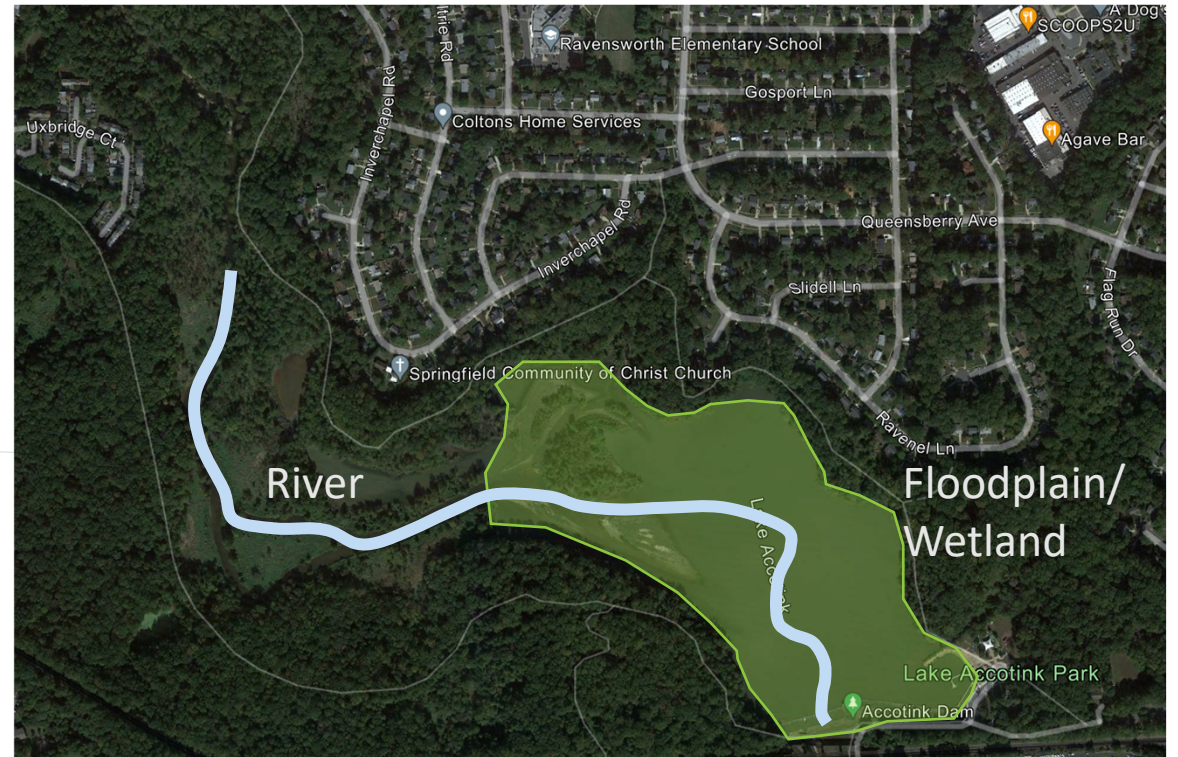 ltrie Rd
Ravensworth Elementary School
A Dog's
SCOOPS2U
Inverchapel Rd
Gosport Ln
Coltons Home Services
Uxbridge Ct
Agave Bar
Inverchapel Rd
Queensberry Ave
Slidell Ln
Flag Run Dr
Springfield Community of Christ Church
Ravenel Ln
River
Floodplain/
Wetland
Lake Accotink
Lake Accotink Park
Accotink Dam